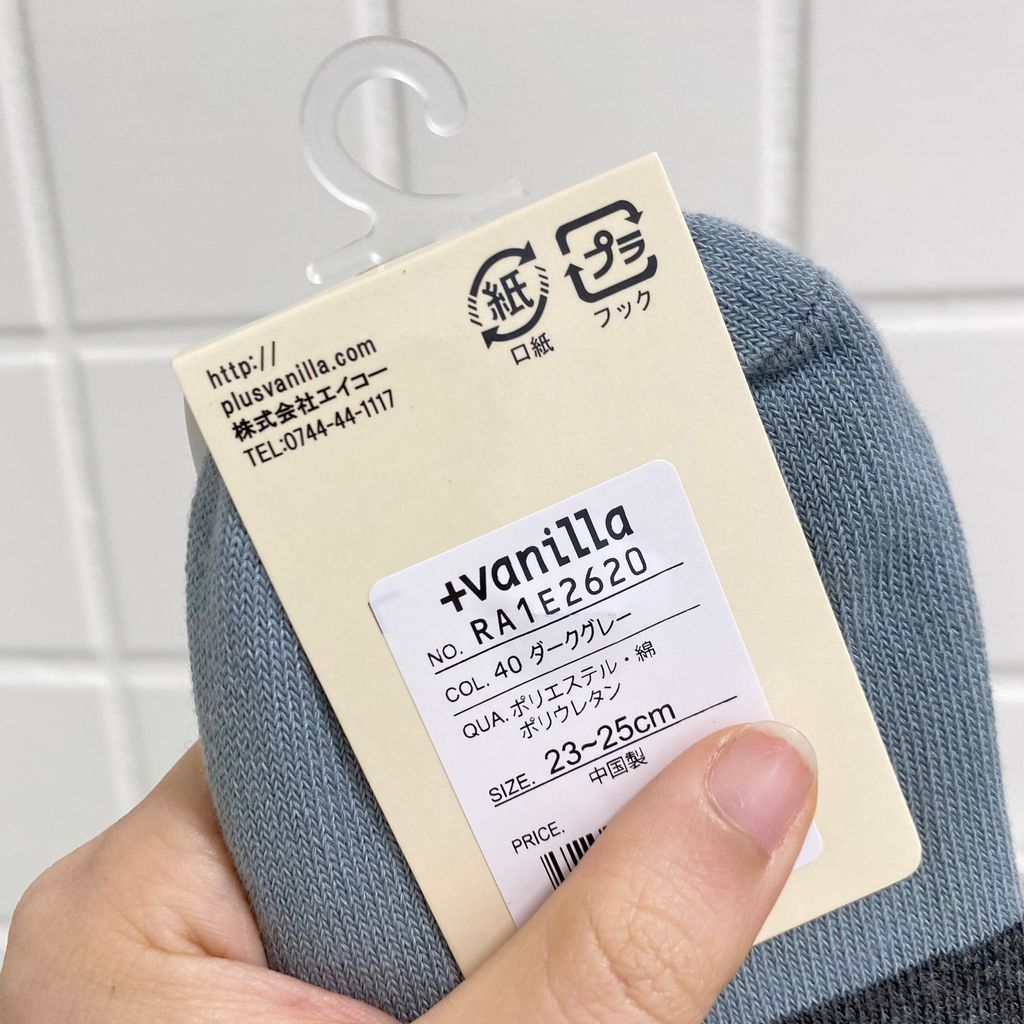 紙
プラ
口紙
フック
http://
plusvanilla.com
株式会社エイコー
TEL:0744-44-1117
+vanilla
NO. RA1E2620
COL. 40 ダークグレー
QUA. ポリエステル・綿
ポリウレタン
SIZE. 23~25cm
中国製
PRICE.